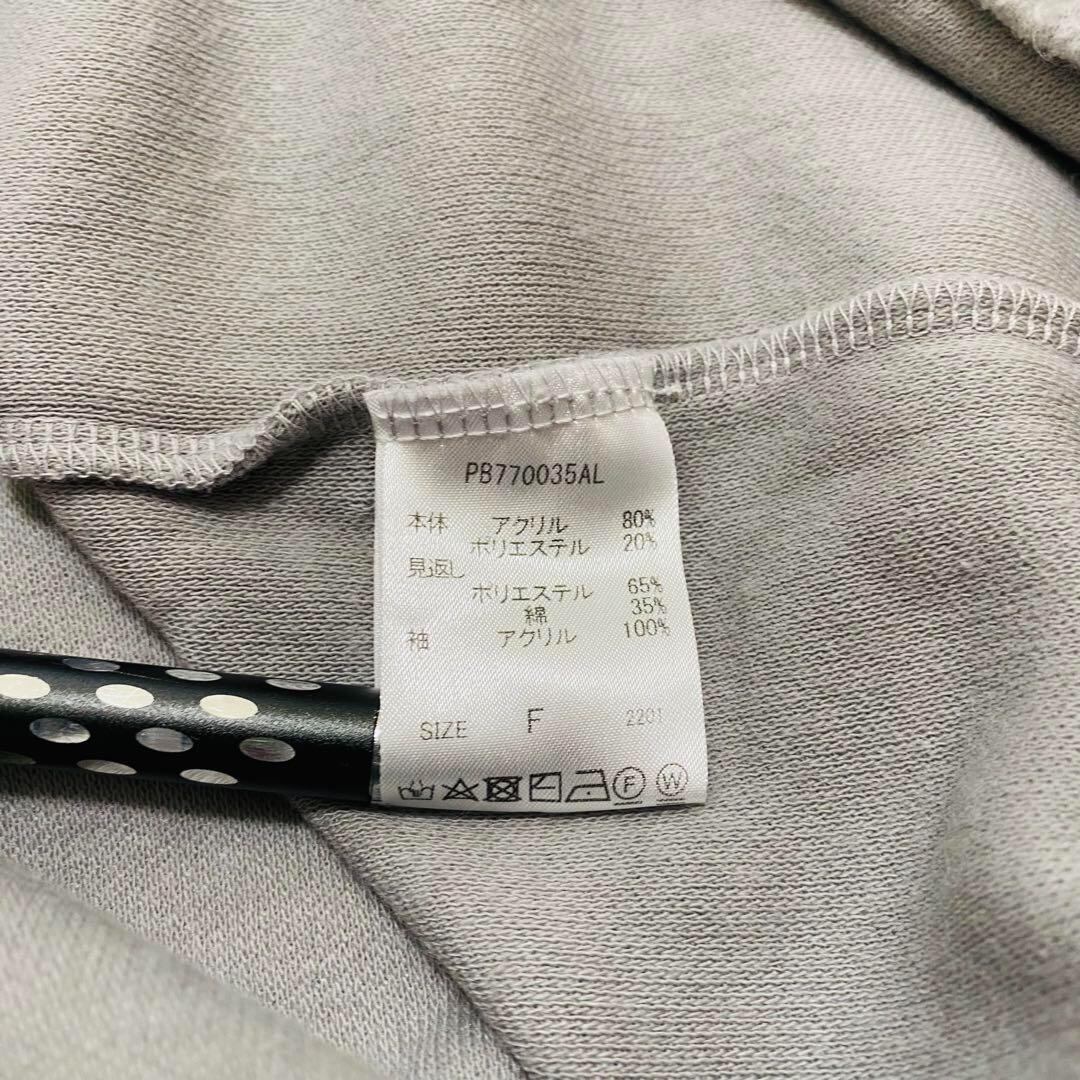 PB770035AL
本体 アクリル 80%
ポリエステル 20%
見返し
ポリエステル 65%
綿 35%
袖 アクリル 100%
SIZE F 2201
F W